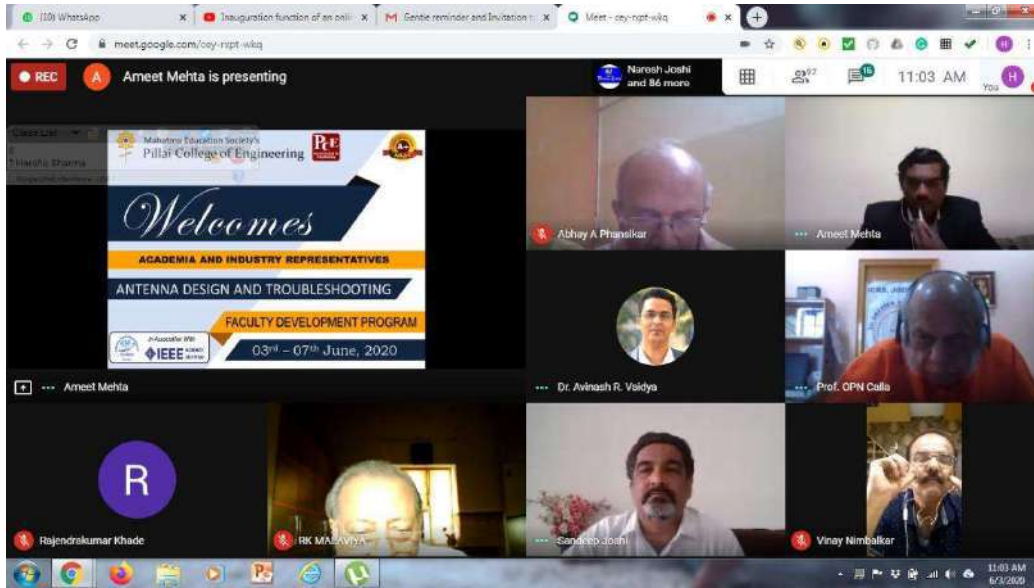 (10) WhatsApp
Inauguration function of an onli
Gentle reminder and Invitation t
Meet - cey-rxpt-wkq
meet.google.com/cey-rxpt-wkq
REC
A
Ameet Mehta is presenting
Naresh Joshi
and 86 more
97
16
11:03 AM
You
H
Mahatma Education Society's
Pillai College of Engineering
PCE
A+
Welcomes
ACADEMIA AND INDUSTRY REPRESENTATIVES
ANTENNA DESIGN AND TROUBLESHOOTING
FACULTY DEVELOPMENT PROGRAM
In Association With
IEEE
03rd – 07th June, 2020
Ameet Mehta
Abhay A Phansikar
Ameet Mehta
Dr. Avinash R. Vaidya
Prof. OPN Calla
R
Rajendrakumar Khade
RK MALAVIYA
Sandeep Joshi
Vinay Nimbalkar
11:03 AM
6/3/2020